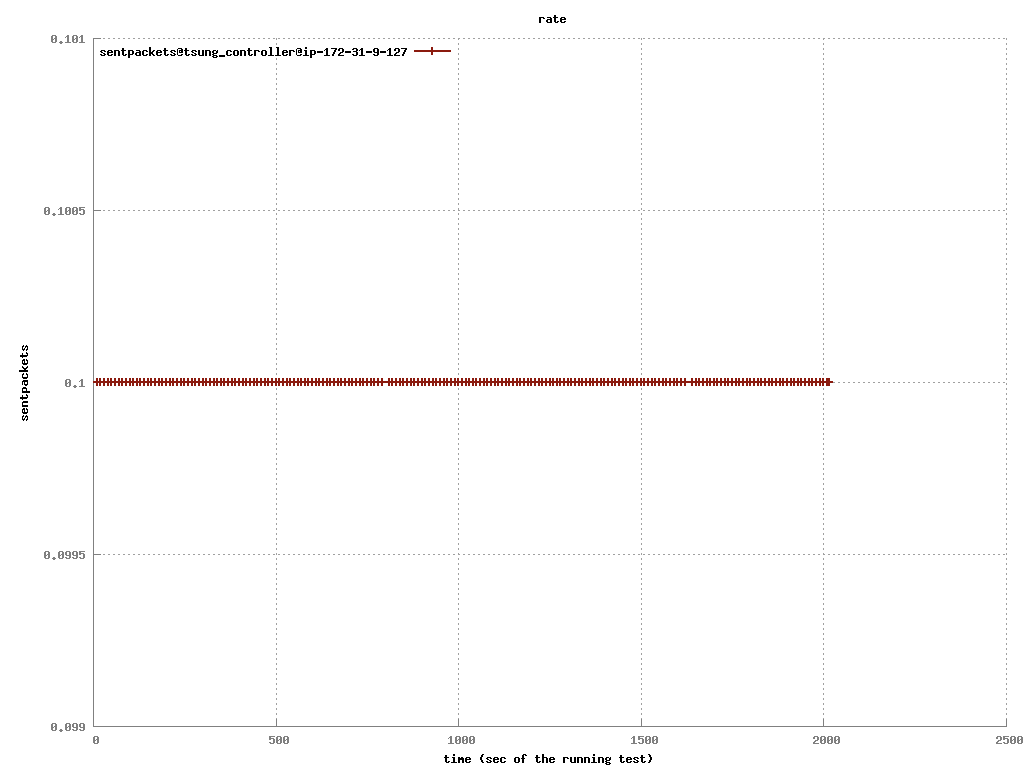 rate
0.101
sentpackets@tsung_controller@ip-172-31-9-127
0.1005
sentpackets
0.1
0.0995
0.099
0 500 1000 1500 2000 2500
time (sec of the running test)